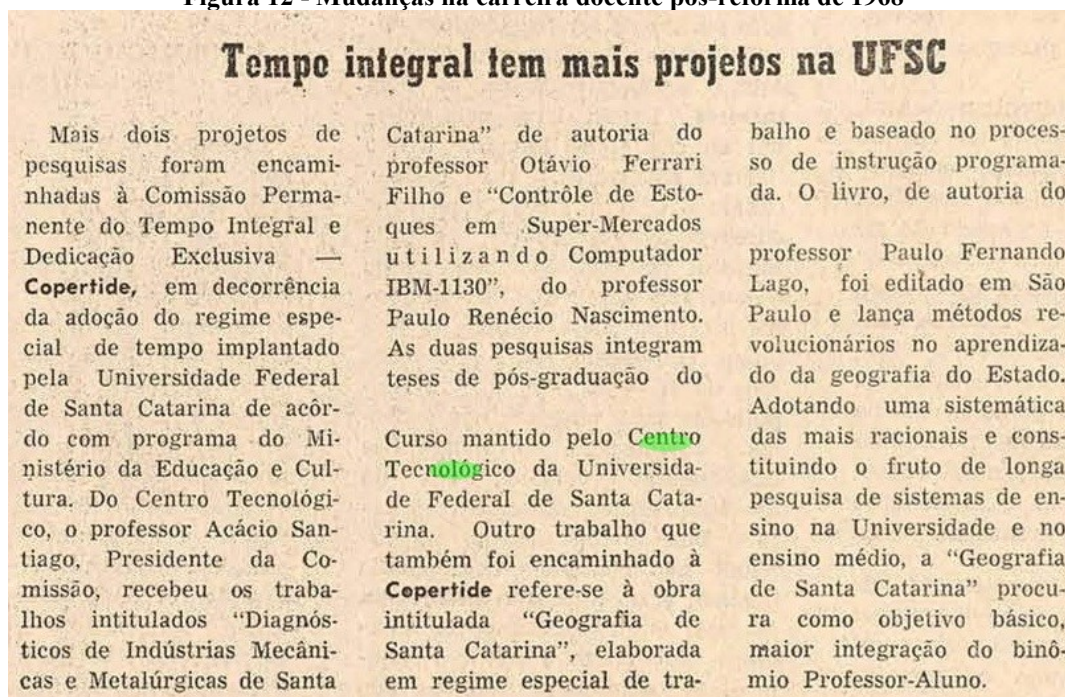 Figura 12 - Mudanças na carreira docente pós-reforma de 1968
Tempo integral tem mais projetos na UFSC
Mais dois projetos de
pesquisas foram encami-
nhadas à Comissão Perma-
nente do Tempo Integral e
Dedicação Exclusiva —
Copertide, em decorrência
da adoção do regime espe-
cial de tempo implantado
pela Universidade Federal
de Santa Catarina de acôr-
do com programa do Mi-
nistério da Educação e Cul-
tura. Do Centro Tecnológi-
co, o professor Acácio San-
tiago, Presidente da Co-
missão, recebeu os traba-
lhos intitulados "Diagnós-
ticos de Indústrias Mecâni-
cas e Metalúrgicas de Santa
Catarina" de autoria do
professor Otávio Ferrari
Filho e "Contrôle de Esto-
ques em Super-Mercados
utilizando Computador
IBM-1130", do professor
Paulo Renécio Nascimento.
As duas pesquisas integram
teses de pós-graduação do
Curso mantido pelo Centro
Tecnológico da Universida-
de Federal de Santa Cata-
rina. Outro trabalho que
também foi encaminhado à
Copertide refere-se à obra
intitulada "Geografia de
Santa Catarina", elaborada
em regime especial de tra-
balho e baseado no proces-
so de instrução programa-
da. O livro, de autoria do
professor Paulo Fernando
Lago, foi editado em São
Paulo e lança métodos re-
volucionários no aprendiza-
do da geografia do Estado.
Adotando uma sistemática
das mais racionais e cons-
tituindo o fruto de longa
pesquisa de sistemas de en-
sino na Universidade e no
ensino médio, a "Geografia
de Santa Catarina" procu-
ra como objetivo básico,
maior integração do binô-
mio Professor-Aluno.